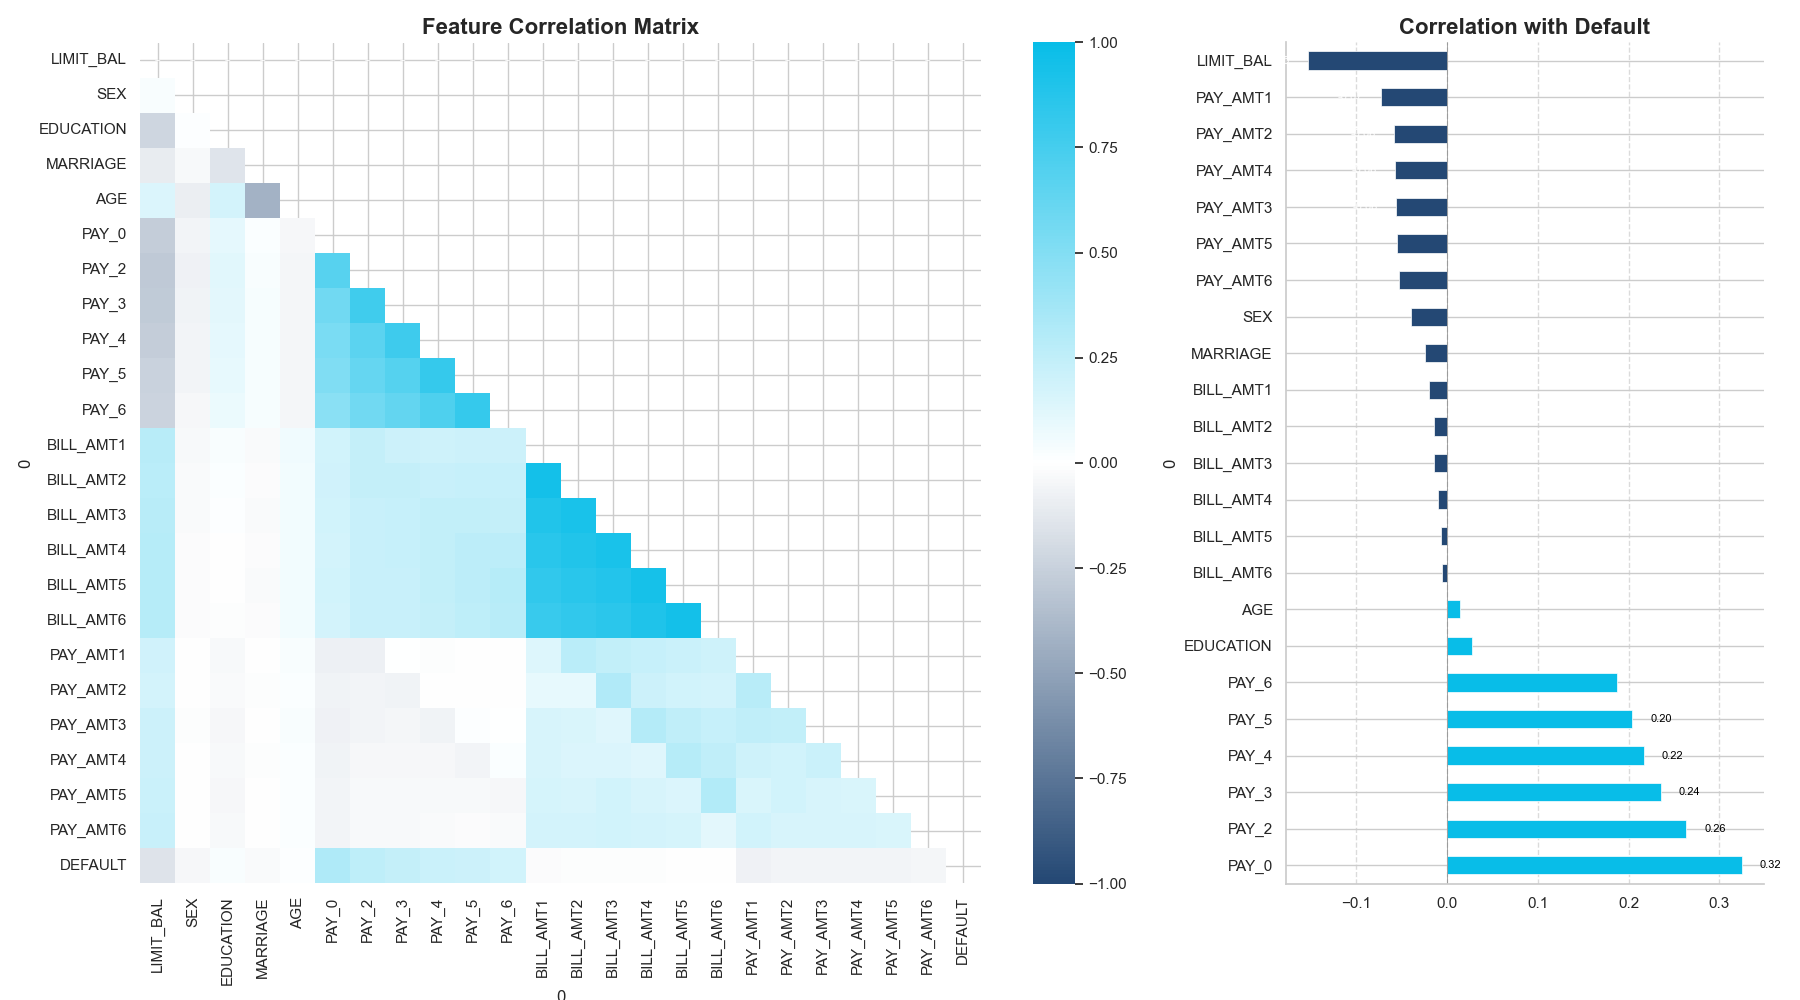 Feature Correlation Matrix
LIMIT_BAL
SEX
EDUCATION
MARRIAGE
AGE
PAY_0
PAY_2
PAY_3
PAY_4
PAY_5
PAY_6
BILL_AMT1
BILL_AMT2
BILL_AMT3
BILL_AMT4
BILL_AMT5
BILL_AMT6
PAY_AMT1
PAY_AMT2
PAY_AMT3
PAY_AMT4
PAY_AMT5
PAY_AMT6
DEFAULT
0
LIMIT_BAL
SEX
EDUCATION
MARRIAGE
AGE
PAY_0
PAY_2
PAY_3
PAY_4
PAY_5
PAY_6
BILL_AMT1
BILL_AMT2
BILL_AMT3
BILL_AMT4
BILL_AMT5
BILL_AMT6
PAY_AMT1
PAY_AMT2
PAY_AMT3
PAY_AMT4
PAY_AMT5
PAY_AMT6
DEFAULT
0
1.00
0.75
0.50
0.25
0.00
−0.25
−0.50
−0.75
−1.00
Correlation with Default
LIMIT_BAL
PAY_AMT1
PAY_AMT2
PAY_AMT4
PAY_AMT3
PAY_AMT5
PAY_AMT6
SEX
MARRIAGE
BILL_AMT1
BILL_AMT2
BILL_AMT3
BILL_AMT4
BILL_AMT5
BILL_AMT6
AGE
EDUCATION
PAY_6
PAY_5 0.20
PAY_4 0.22
PAY_3 0.24
PAY_2 0.26
PAY_0 0.32
0
−0.1 0.0 0.1 0.2 0.3